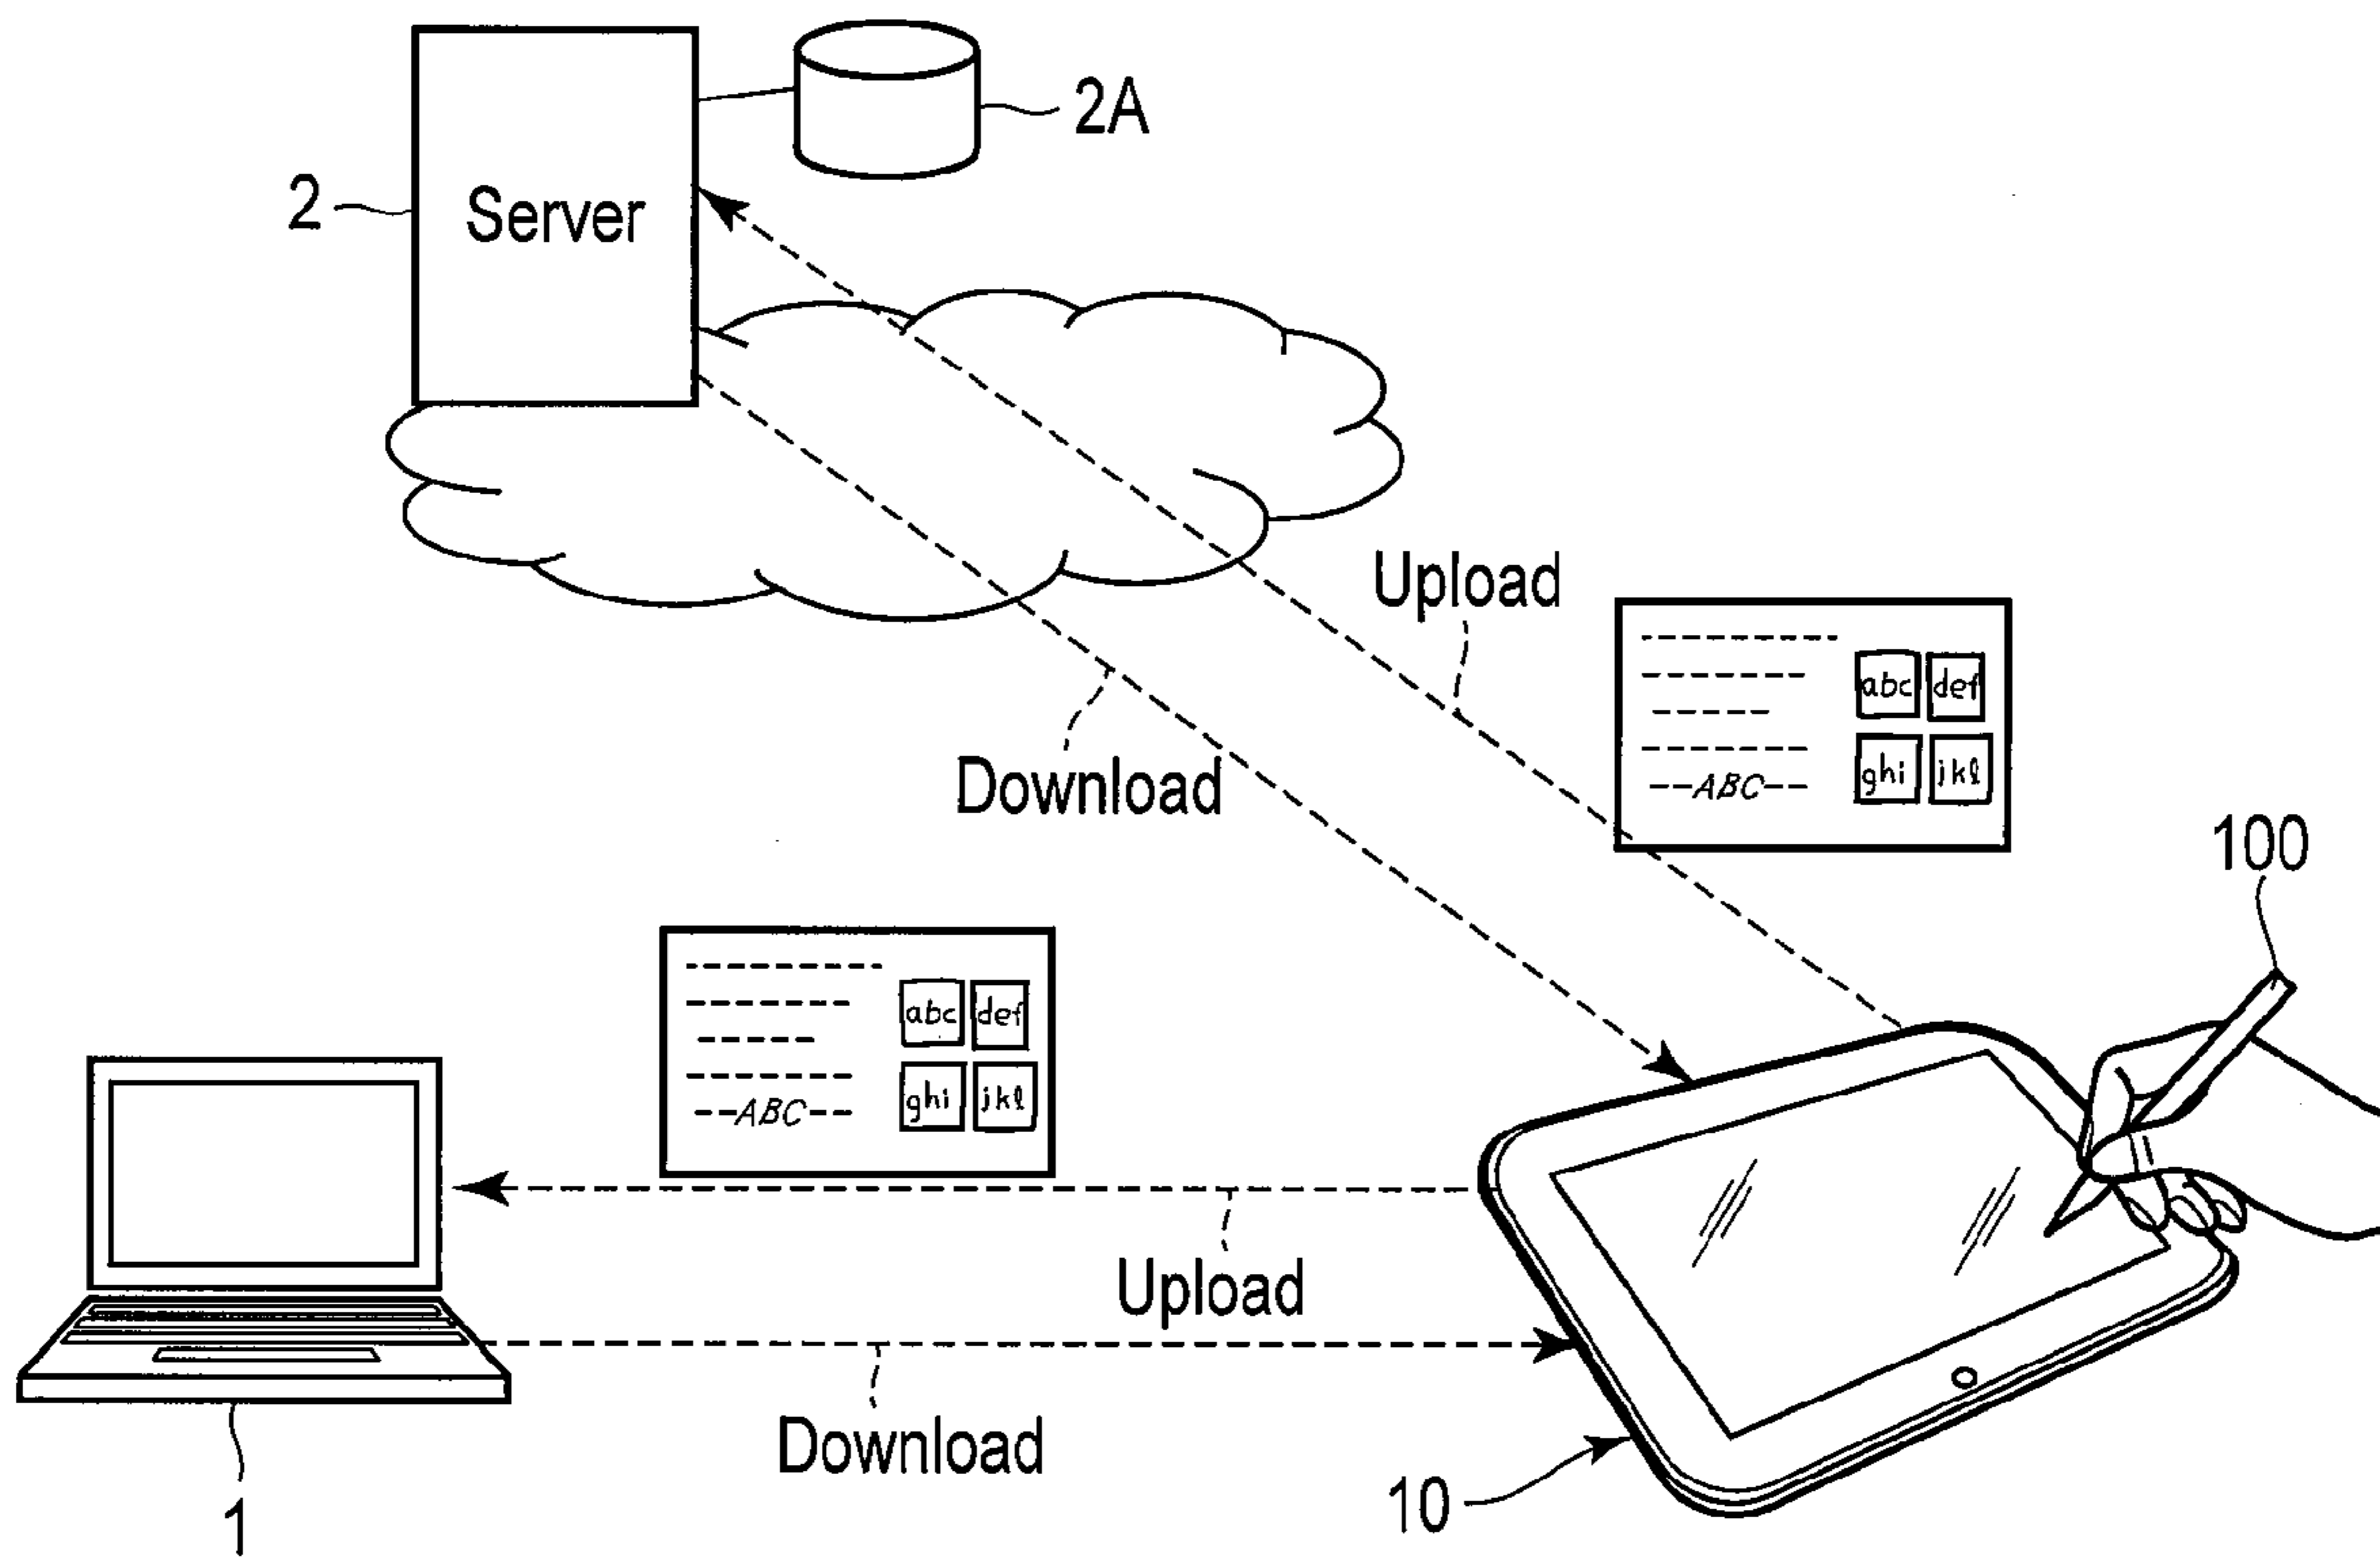 2A
2
Server
Upload
abc def
ghi jkl
--ABC--
Download
100
abc def
ghi jkl
--ABC--
Upload
Download
10
1